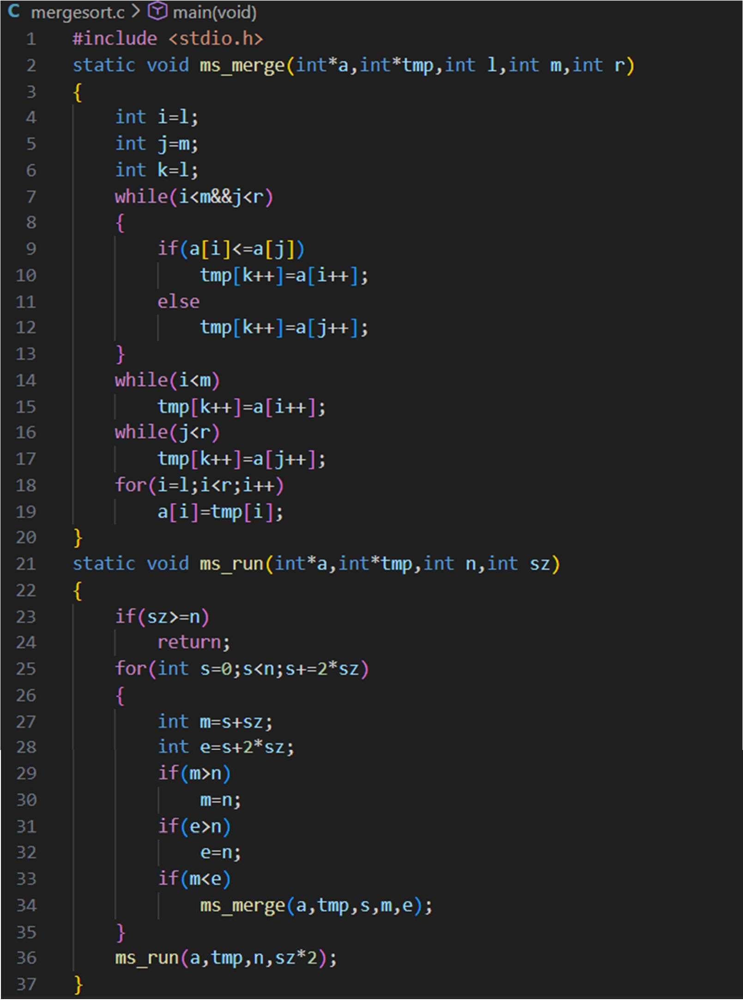 C mergesort.c > main(void)
1 #include <stdio.h>
2 static void ms_merge(int*a,int*tmp,int l,int m,int r)
3 {
4     int i=l;
5     int j=m;
6     int k=l;
7     while(i<m&&j<r)
8     {
9         if(a[i]<=a[j])
10             tmp[k++]=a[i++];
11         else
12             tmp[k++]=a[j++];
13     }
14     while(i<m)
15         tmp[k++]=a[i++];
16     while(j<r)
17         tmp[k++]=a[j++];
18     for(i=l;i<r;i++)
19         a[i]=tmp[i];
20 }
21 static void ms_run(int*a,int*tmp,int n,int sz)
22 {
23     if(sz>=n)
24         return;
25     for(int s=0;s<n;s+=2*sz)
26     {
27         int m=s+sz;
28         int e=s+2*sz;
29         if(m>n)
30             m=n;
31         if(e>n)
32             e=n;
33         if(m<e)
34             ms_merge(a,tmp,s,m,e);
35     }
36     ms_run(a,tmp,n,sz*2);
37 }